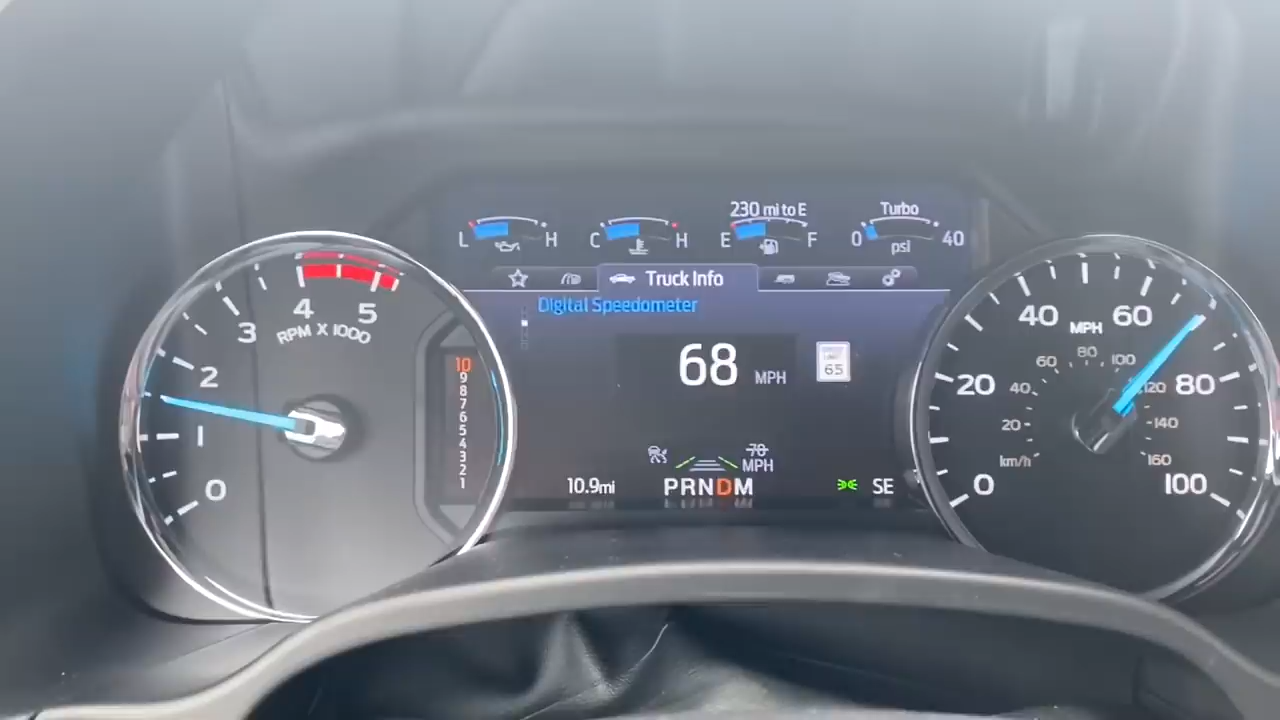 230 mi to E
Turbo
L H
C H
E F
0 psi 40
Truck Info
Digital Speedometer
68 MPH
LIMIT
65
70
MPH
10.9mi
PRNDM
SE
0
1
2
3
4
5
RPM X 1000
10
9
8
7
6
5
4
3
2
1
0
20
40
60
80
100
MPH
km/h
20
40
60
80
100
120
140
160